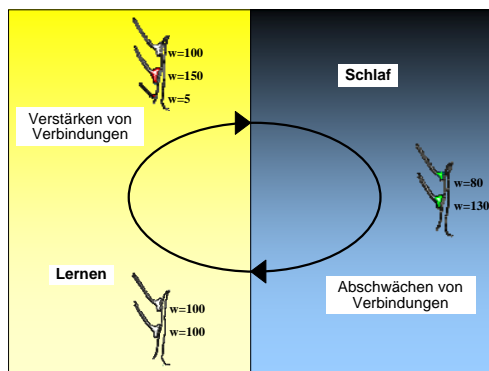 w=100
w=150
w=5
Verstärken von
Verbindungen
Lernen
w=100
w=100
Schlaf
w=80
w=130
Abschwächen von
Verbindungen